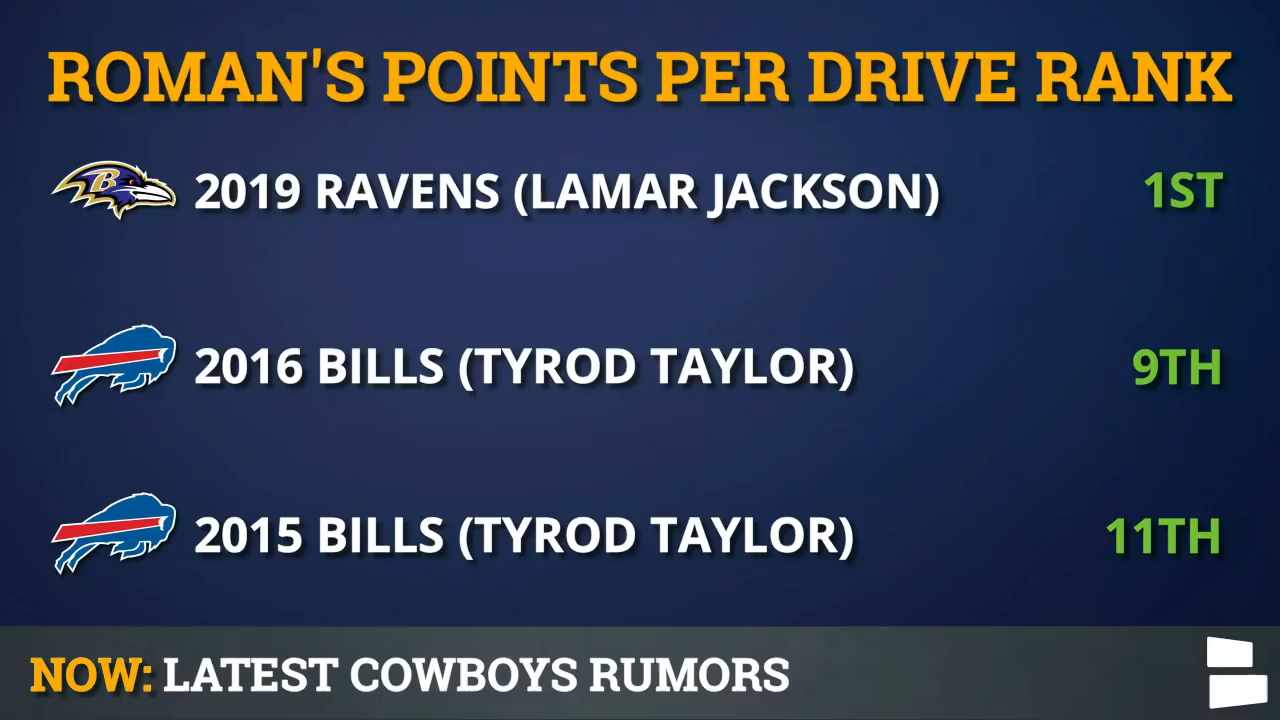 ROMAN'S POINTS PER DRIVE RANK
2019 RAVENS (LAMAR JACKSON) 1ST
2016 BILLS (TYROD TAYLOR) 9TH
2015 BILLS (TYROD TAYLOR) 11TH
NOW: LATEST COWBOYS RUMORS